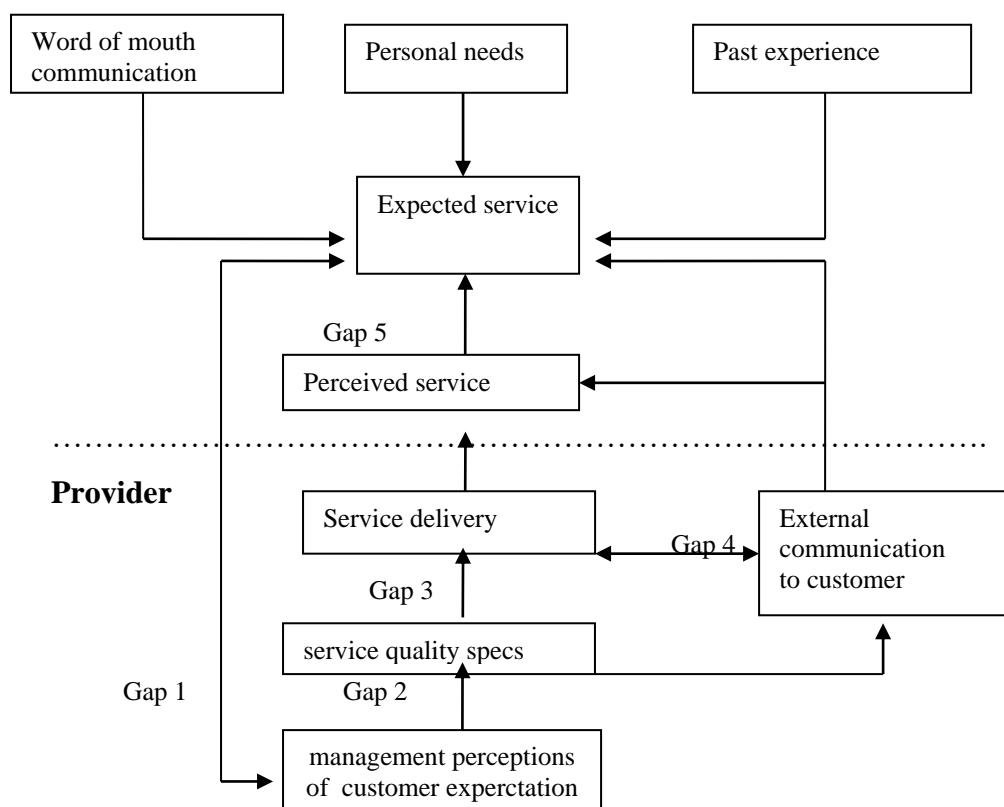 Word of mouth
communication
Personal needs
Past experience
Expected service
Gap 5
Perceived service
Provider
Service delivery
Gap 4
External
communication
to customer
Gap 3
service quality specs
Gap 1
Gap 2
management perceptions
of customer experctation